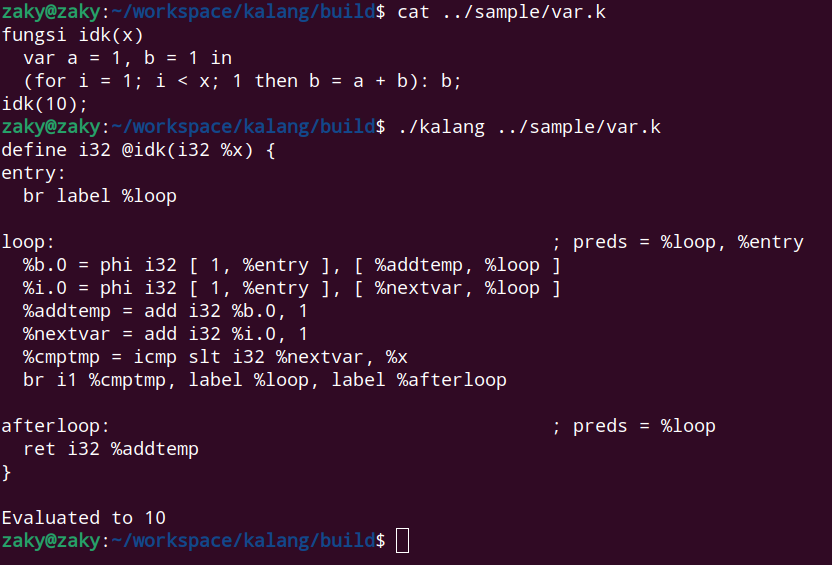 zaky@zaky:~/workspace/kalang/build$ cat ../sample/var.k
fungsi idk(x)
  var a = 1, b = 1 in
  (for i = 1; i < x; 1 then b = a + b): b;
idk(10);
zaky@zaky:~/workspace/kalang/build$ ./kalang ../sample/var.k
define i32 @idk(i32 %x) {
entry:
  br label %loop

loop:                                             ; preds = %loop, %entry
  %b.0 = phi i32 [ 1, %entry ], [ %addtemp, %loop ]
  %i.0 = phi i32 [ 1, %entry ], [ %nextvar, %loop ]
  %addtemp = add i32 %b.0, 1
  %nextvar = add i32 %i.0, 1
  %cmptmp = icmp slt i32 %nextvar, %x
  br i1 %cmptmp, label %loop, label %afterloop

afterloop:                                        ; preds = %loop
  ret i32 %addtemp
}

Evaluated to 10
zaky@zaky:~/workspace/kalang/build$